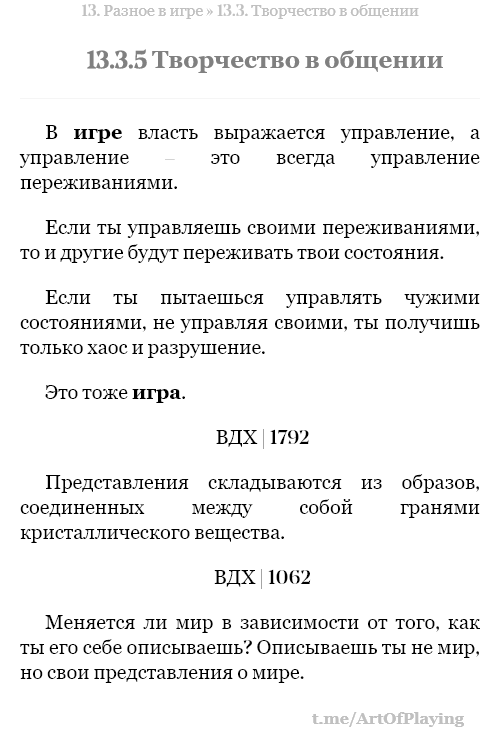 13. Разное в игре » 13.3. Творчество в общении
13.3.5 Творчество в общении
В игре власть выражается управление, а
управление – это всегда управление
переживаниями.
Если ты управляешь своими переживаниями,
то и другие будут переживать твои состояния.
Если ты пытаешься управлять чужими
состояниями, не управляя своими, ты получишь
только хаос и разрушение.
Это тоже игра.
ВДХ | 1792
Представления складываются из образов,
соединенных между собой гранями
кристаллического вещества.
ВДХ | 1062
Меняется ли мир в зависимости от того, как
ты его себе описываешь? Описываешь ты не мир,
но свои представления о мире.
t.me/ArtOfPlaying